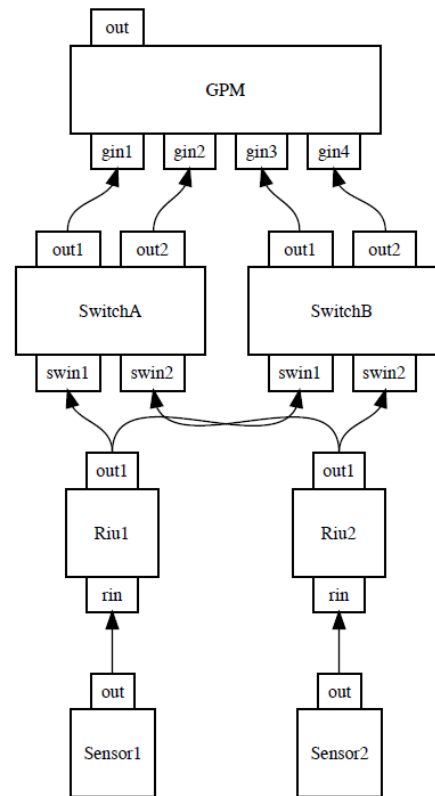 out
GPM
gin1 gin2 gin3 gin4
out1 out2 out1 out2
SwitchA SwitchB
swin1 swin2 swin1 swin2
out1 out1
Riu1 Riu2
rin rin
out out
Sensor1 Sensor2